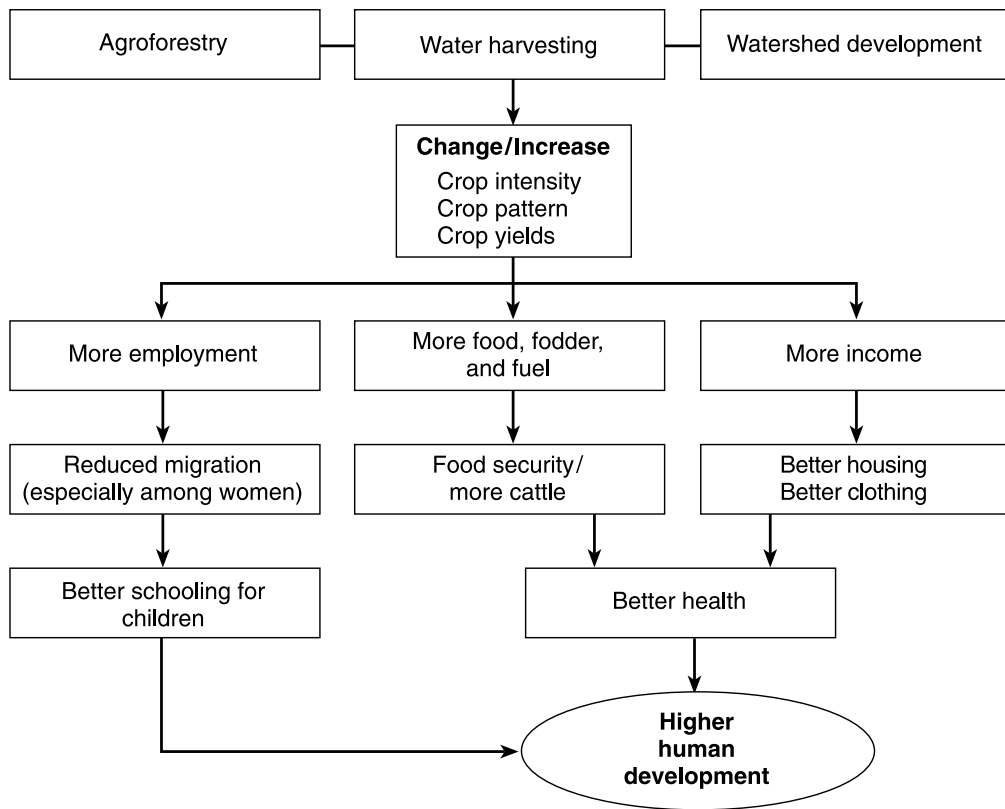 Agroforestry
Water harvesting
Watershed development
Change/Increase
Crop intensity
Crop pattern
Crop yields
More employment
More food, fodder,
and fuel
More income
Reduced migration
(especially among women)
Food security/
more cattle
Better housing
Better clothing
Better schooling for
children
Better health
Higher
human
development